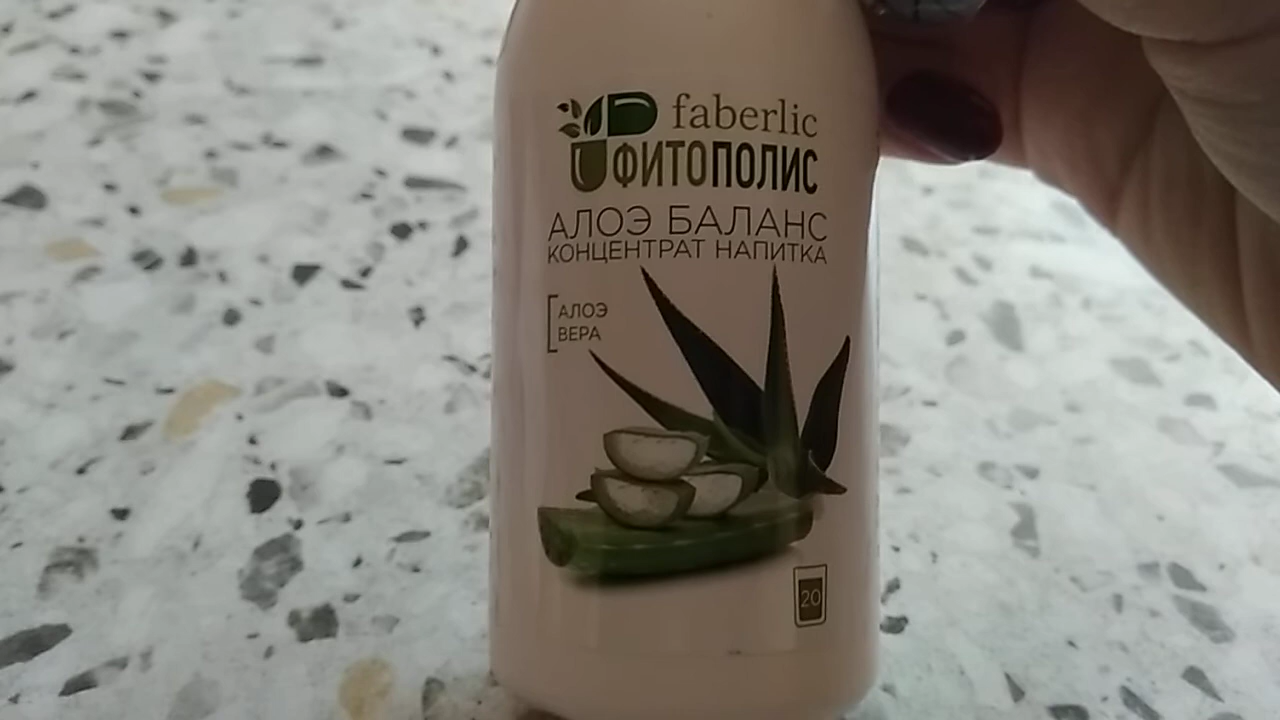 faberlic
ФИТОПОЛИС
АЛОЭ БАЛАНС
КОНЦЕНТРАТ НАПИТКА
АЛОЭ
ВЕРА
20